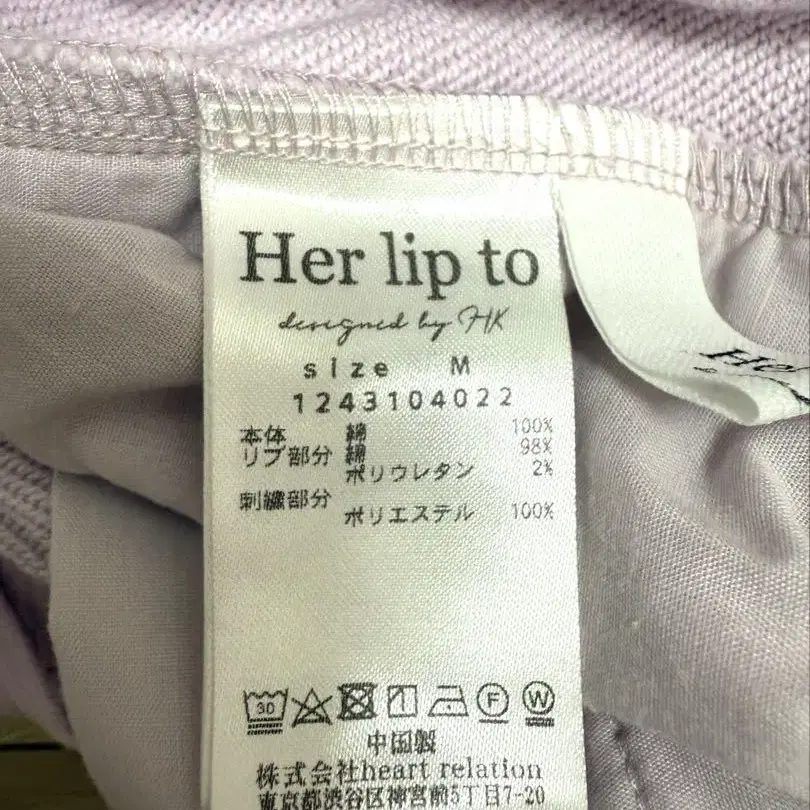 Her lip to
designed by HK
size M
1243104022
本体 綿 100%
リブ部分 綿 98%
ポリウレタン 2%
刺繍部分
ポリエステル 100%
30
F
W
中国製
株式会社heart relation
東京都渋谷区神宮前5丁目7-20